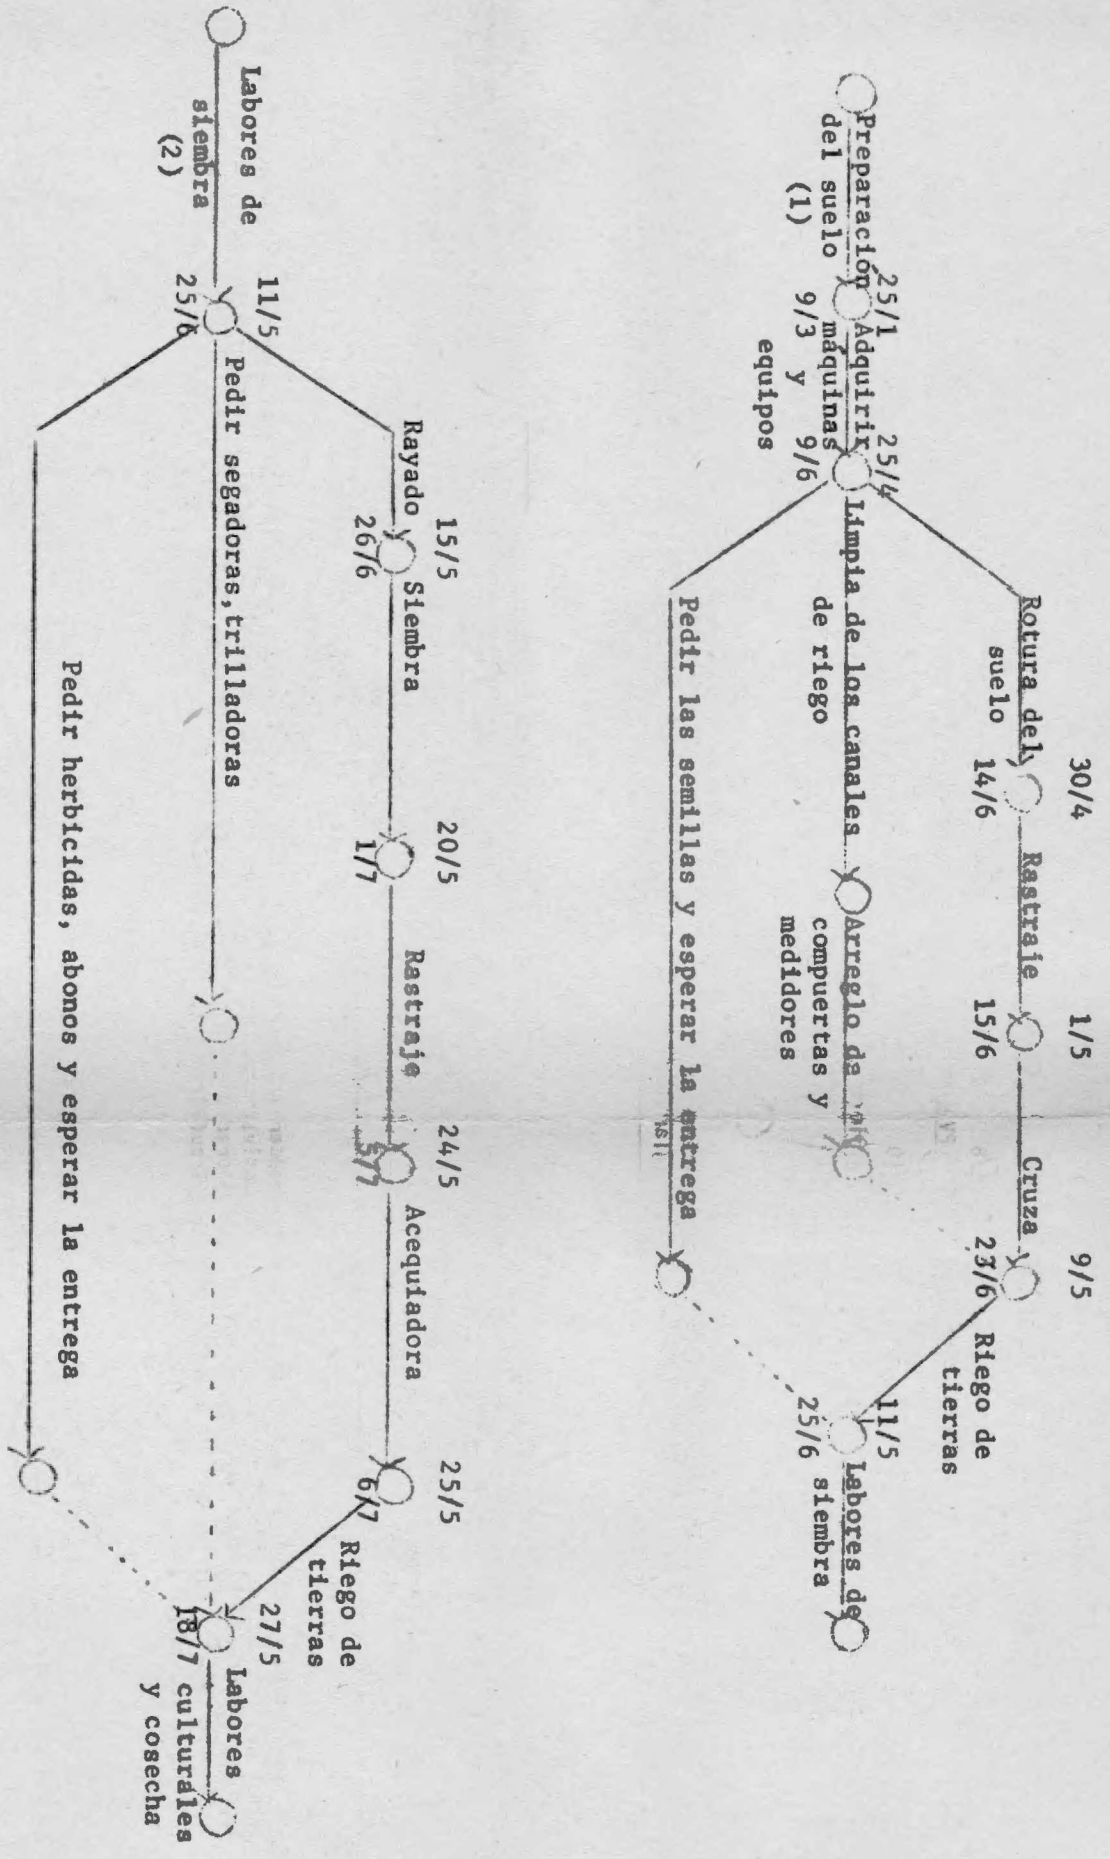 30/4
1/5
9/5
Rotura del
suelo
14/6
Rastraje
15/6
Cruza
23/6
Riego de
tierras
25/1
25/4
11/5
Preparación
del suelo
(1)
Adquirir
máquinas
9/3 y 9/6
equipos
Limpia de los canales
de riego
Arreglo de
compuertas y
medidores
25/6
Labores de
siembra
Pedir las semillas y esperar la entrega
15/5
20/5
24/5
25/5
Rayado
26/6
Siembra
1/7
Rastraje
5/7
Acequiadora
6/7
Riego de
tierras
11/5
27/5
Labores de
siembra
(2)
25/6
Pedir segadoras,trilladoras
Labores
18/7 culturales
y cosecha
Pedir herbicidas, abonos y esperar la entrega